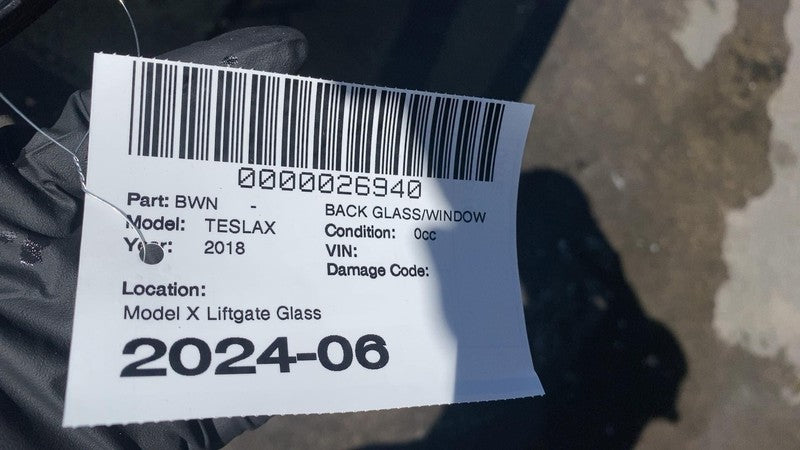 0000026940
Part: BWN - BACK GLASS/WINDOW
Model: TESLAX Condition: 0cc
Year: 2018 VIN:
Damage Code:
Location:
Model X Liftgate Glass
2024-06